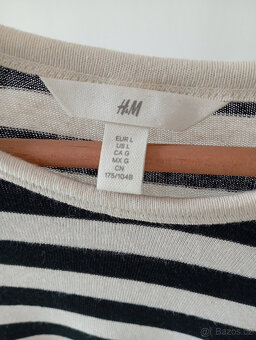 H&M
EUR L
US L
CA G
MX G
CN
175/104B
Bazos.cz